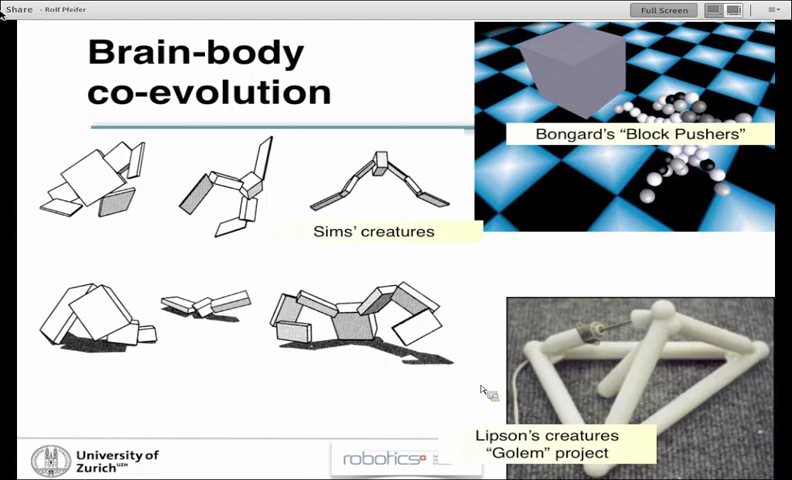 Share - Rolf Pfeifer
Full Screen
Brain-body
co-evolution
Bongard's "Block Pushers"
Sims' creatures
Lipson's creatures
"Golem" project
University of
Zurich UZH
robotics+